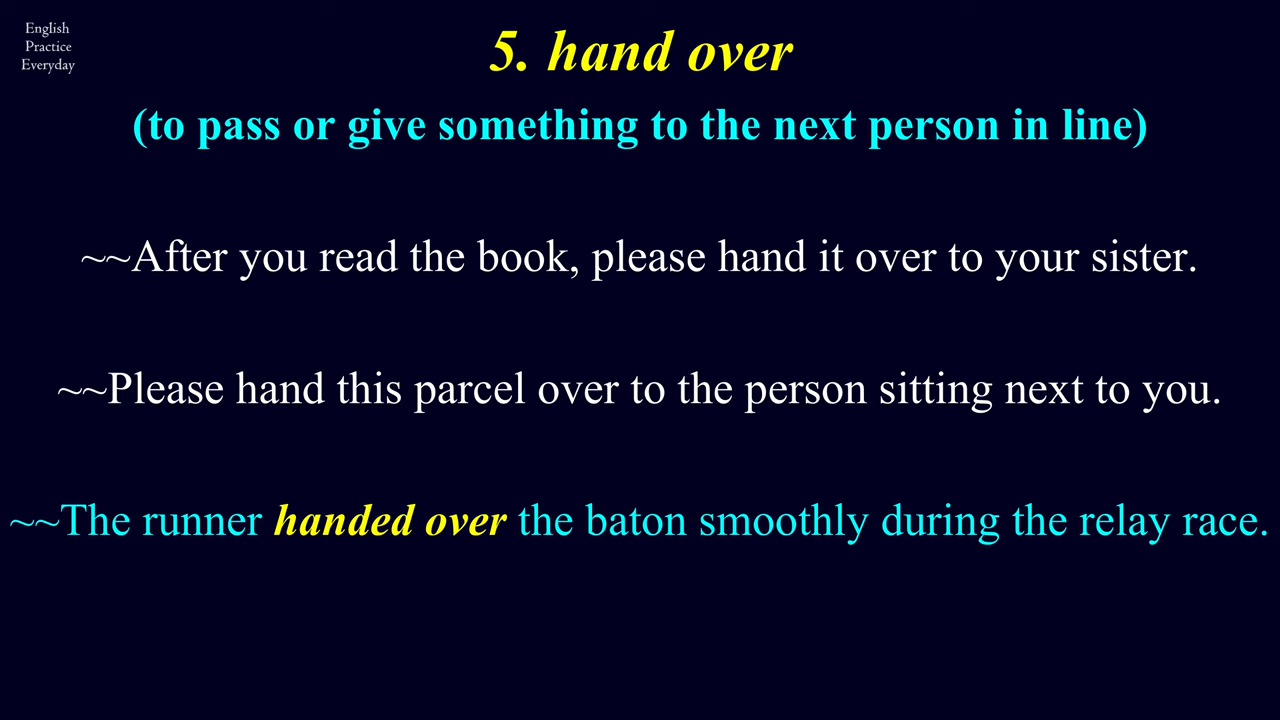 English
Practice
Everyday
5. hand over
(to pass or give something to the next person in line)
~~After you read the book, please hand it over to your sister.
~~Please hand this parcel over to the person sitting next to you.
~~The runner handed over the baton smoothly during the relay race.